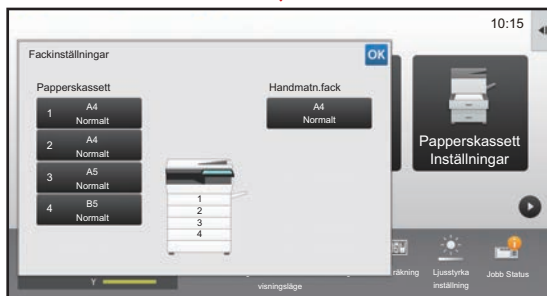 10:15
Fackinställningar
OK
Papperskassett
Handmatn.fack
1 A4
Normalt
2 A4
Normalt
3 A5
Normalt
4 B5
Normalt
A4
Normalt
1
2
3
4
Papperskassett
Inställningar
Y
visningsläge
räkning
Ljusstyrka
inställning
Jobb Status